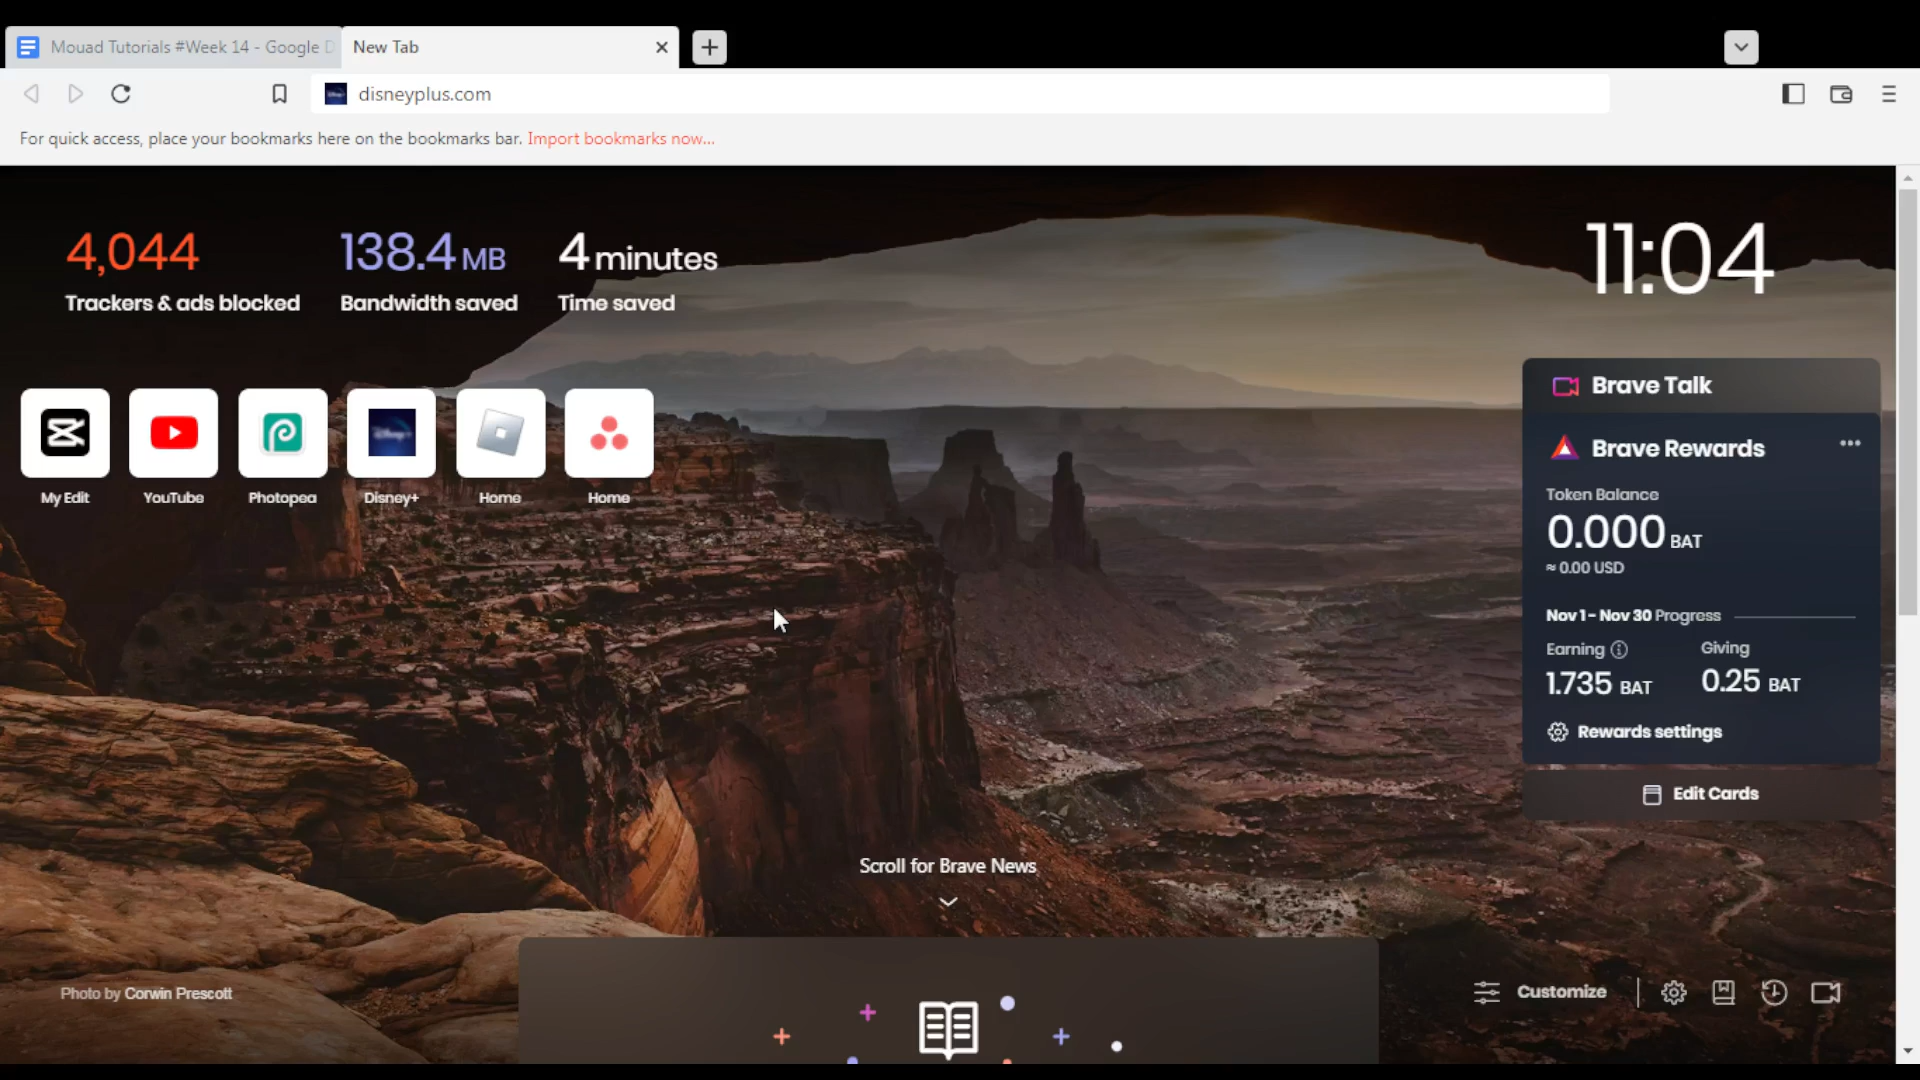 Mouad Tutorials #Week 14 - Google D
New Tab
disneyplus.com
For quick access, place your bookmarks here on the bookmarks bar. Import bookmarks now...
4,044
Trackers & ads blocked
138.4 MB
Bandwidth saved
4 minutes
Time saved
11:04
My Edit
YouTube
Photopea
Disney+
Home
Home
Brave Talk
Brave Rewards
Token Balance
0.000 BAT
≈ 0.00 USD
Nov 1 - Nov 30 Progress
Earning
Giving
1.735 BAT
0.25 BAT
Rewards settings
Edit Cards
Scroll for Brave News
Photo by Corwin Prescott
Customize